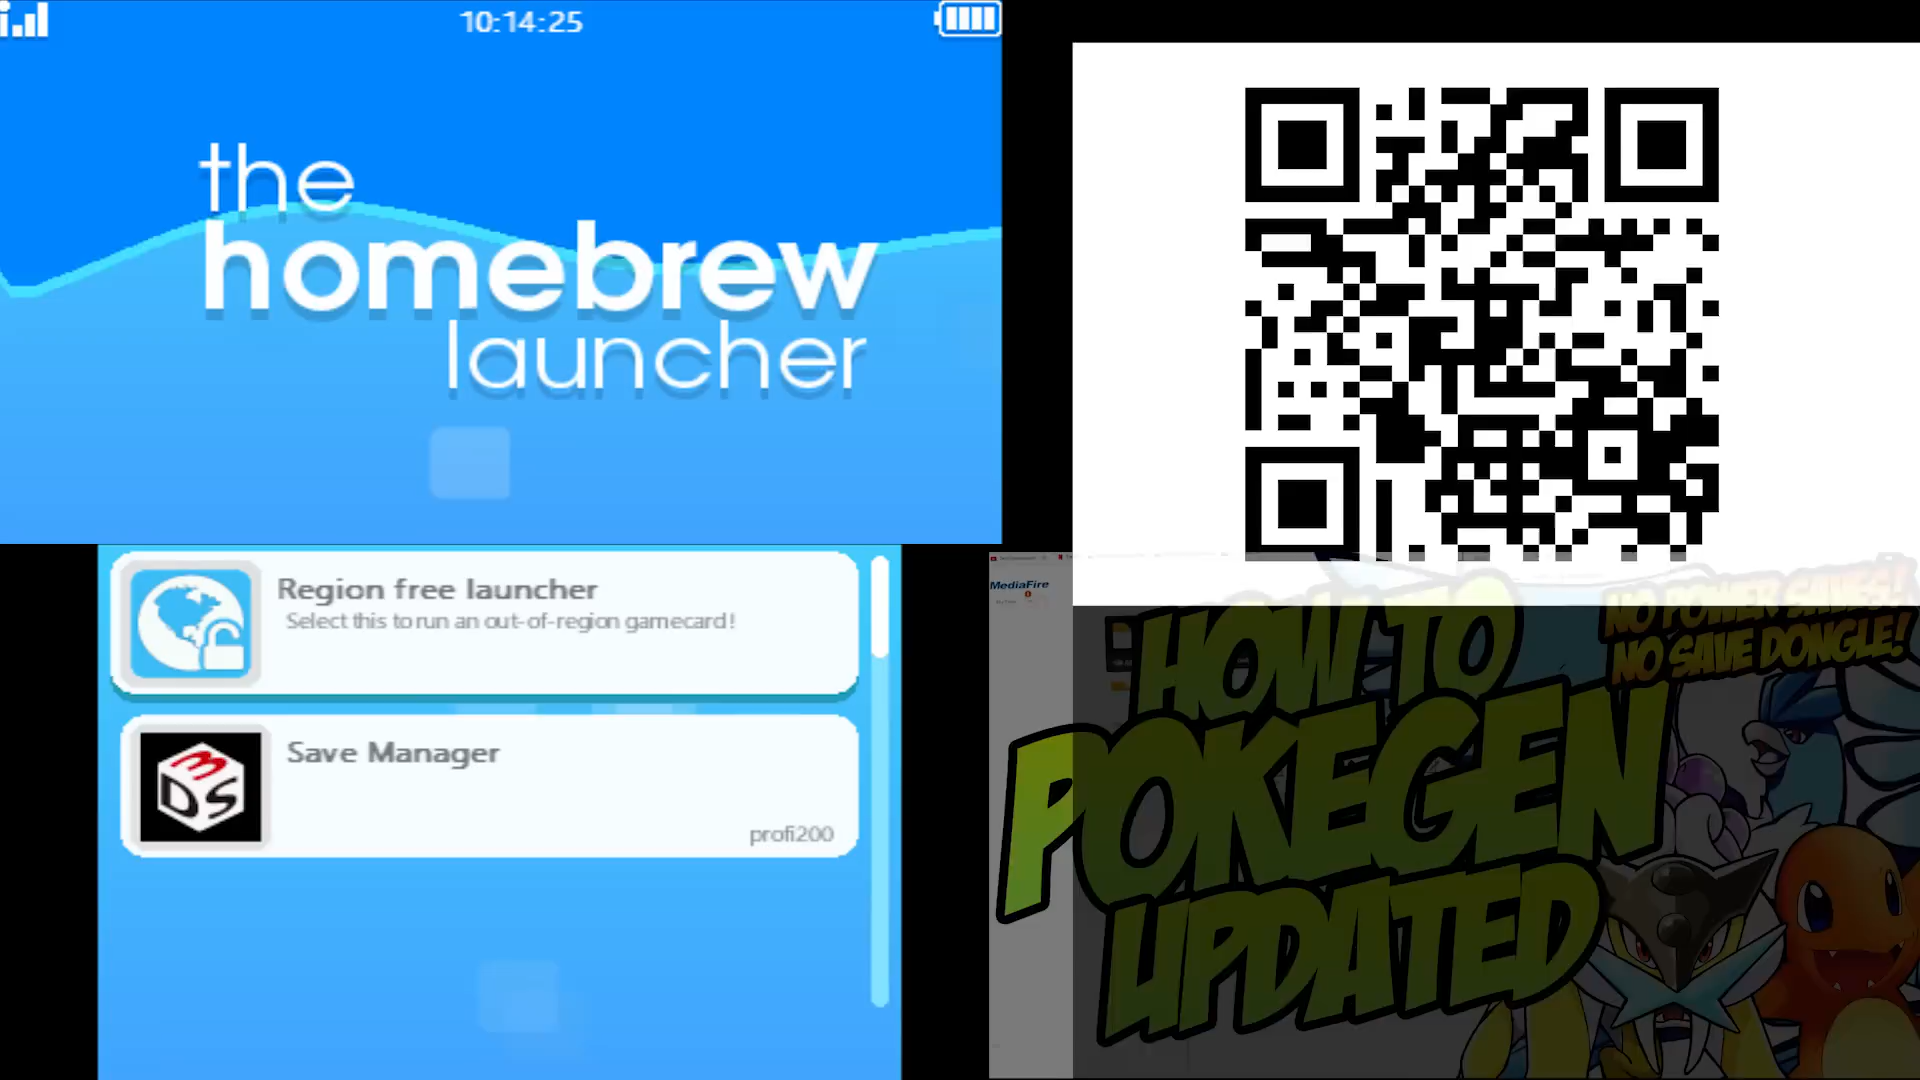 10:14:25
the
homebrew
launcher
Region free launcher
Select this to run an out-of-region gamecard!
3DS
Save Manager
profi200
MediaFire
NO POWER SAVES!
NO SAVE DONGLE!
HOW TO
POKEGEN
UPDATED